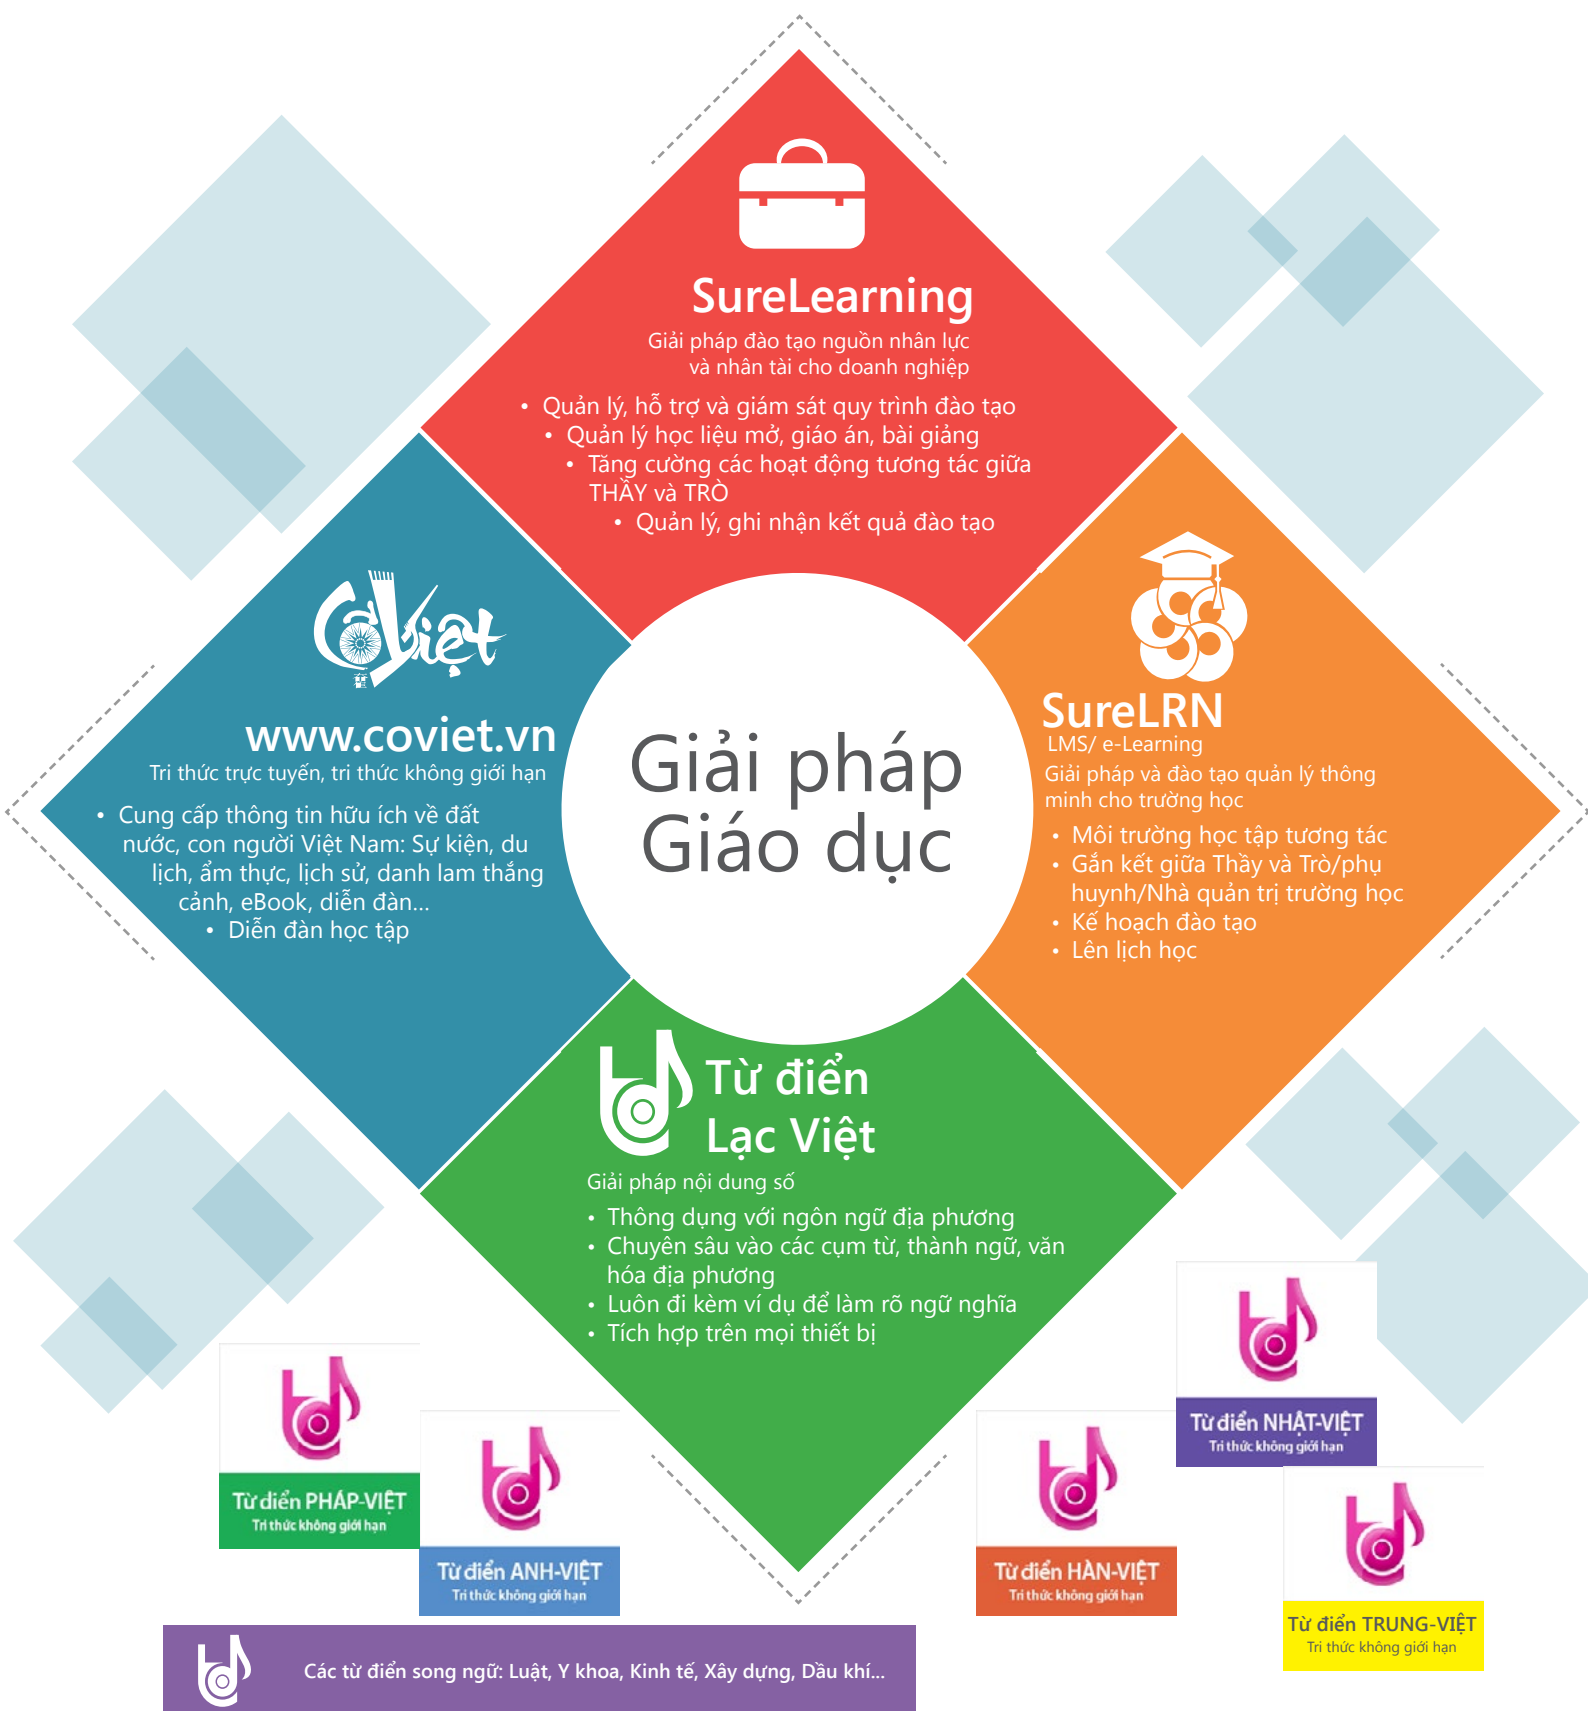 SureLearning
Giải pháp đào tạo nguồn nhân lực
và nhân tài cho doanh nghiệp
• Quản lý, hỗ trợ và giám sát quy trình đào tạo
• Quản lý học liệu mở, giáo án, bài giảng
• Tăng cường các hoạt động tương tác giữa
THẦY và TRÒ
• Quản lý, ghi nhận kết quả đào tạo
Cồ Việt
www.coviet.vn
Tri thức trực tuyến, tri thức không giới hạn
• Cung cấp thông tin hữu ích về đất
nước, con người Việt Nam: Sự kiện, du
lịch, ẩm thực, lịch sử, danh lam thắng
cảnh, eBook, diễn đàn...
• Diễn đàn học tập
Giải pháp
Giáo dục
SureLRN
LMS/ e-Learning
Giải pháp và đào tạo quản lý thông
minh cho trường học
• Môi trường học tập tương tác
• Gắn kết giữa Thầy và Trò/phụ
huynh/Nhà quản trị trường học
• Kế hoạch đào tạo
• Lên lịch học
Từ điển
Lạc Việt
Giải pháp nội dung số
• Thông dụng với ngôn ngữ địa phương
• Chuyên sâu vào các cụm từ, thành ngữ, văn
hóa địa phương
• Luôn đi kèm ví dụ để làm rõ ngữ nghĩa
• Tích hợp trên mọi thiết bị
Từ điển PHÁP-VIỆT
Tri thức không giới hạn
Từ điển ANH-VIỆT
Tri thức không giới hạn
Từ điển HÀN-VIỆT
Tri thức không giới hạn
Từ điển NHẬT-VIỆT
Tri thức không giới hạn
Từ điển TRUNG-VIỆT
Tri thức không giới hạn
Các từ điển song ngữ: Luật, Y khoa, Kinh tế, Xây dựng, Dầu khí...